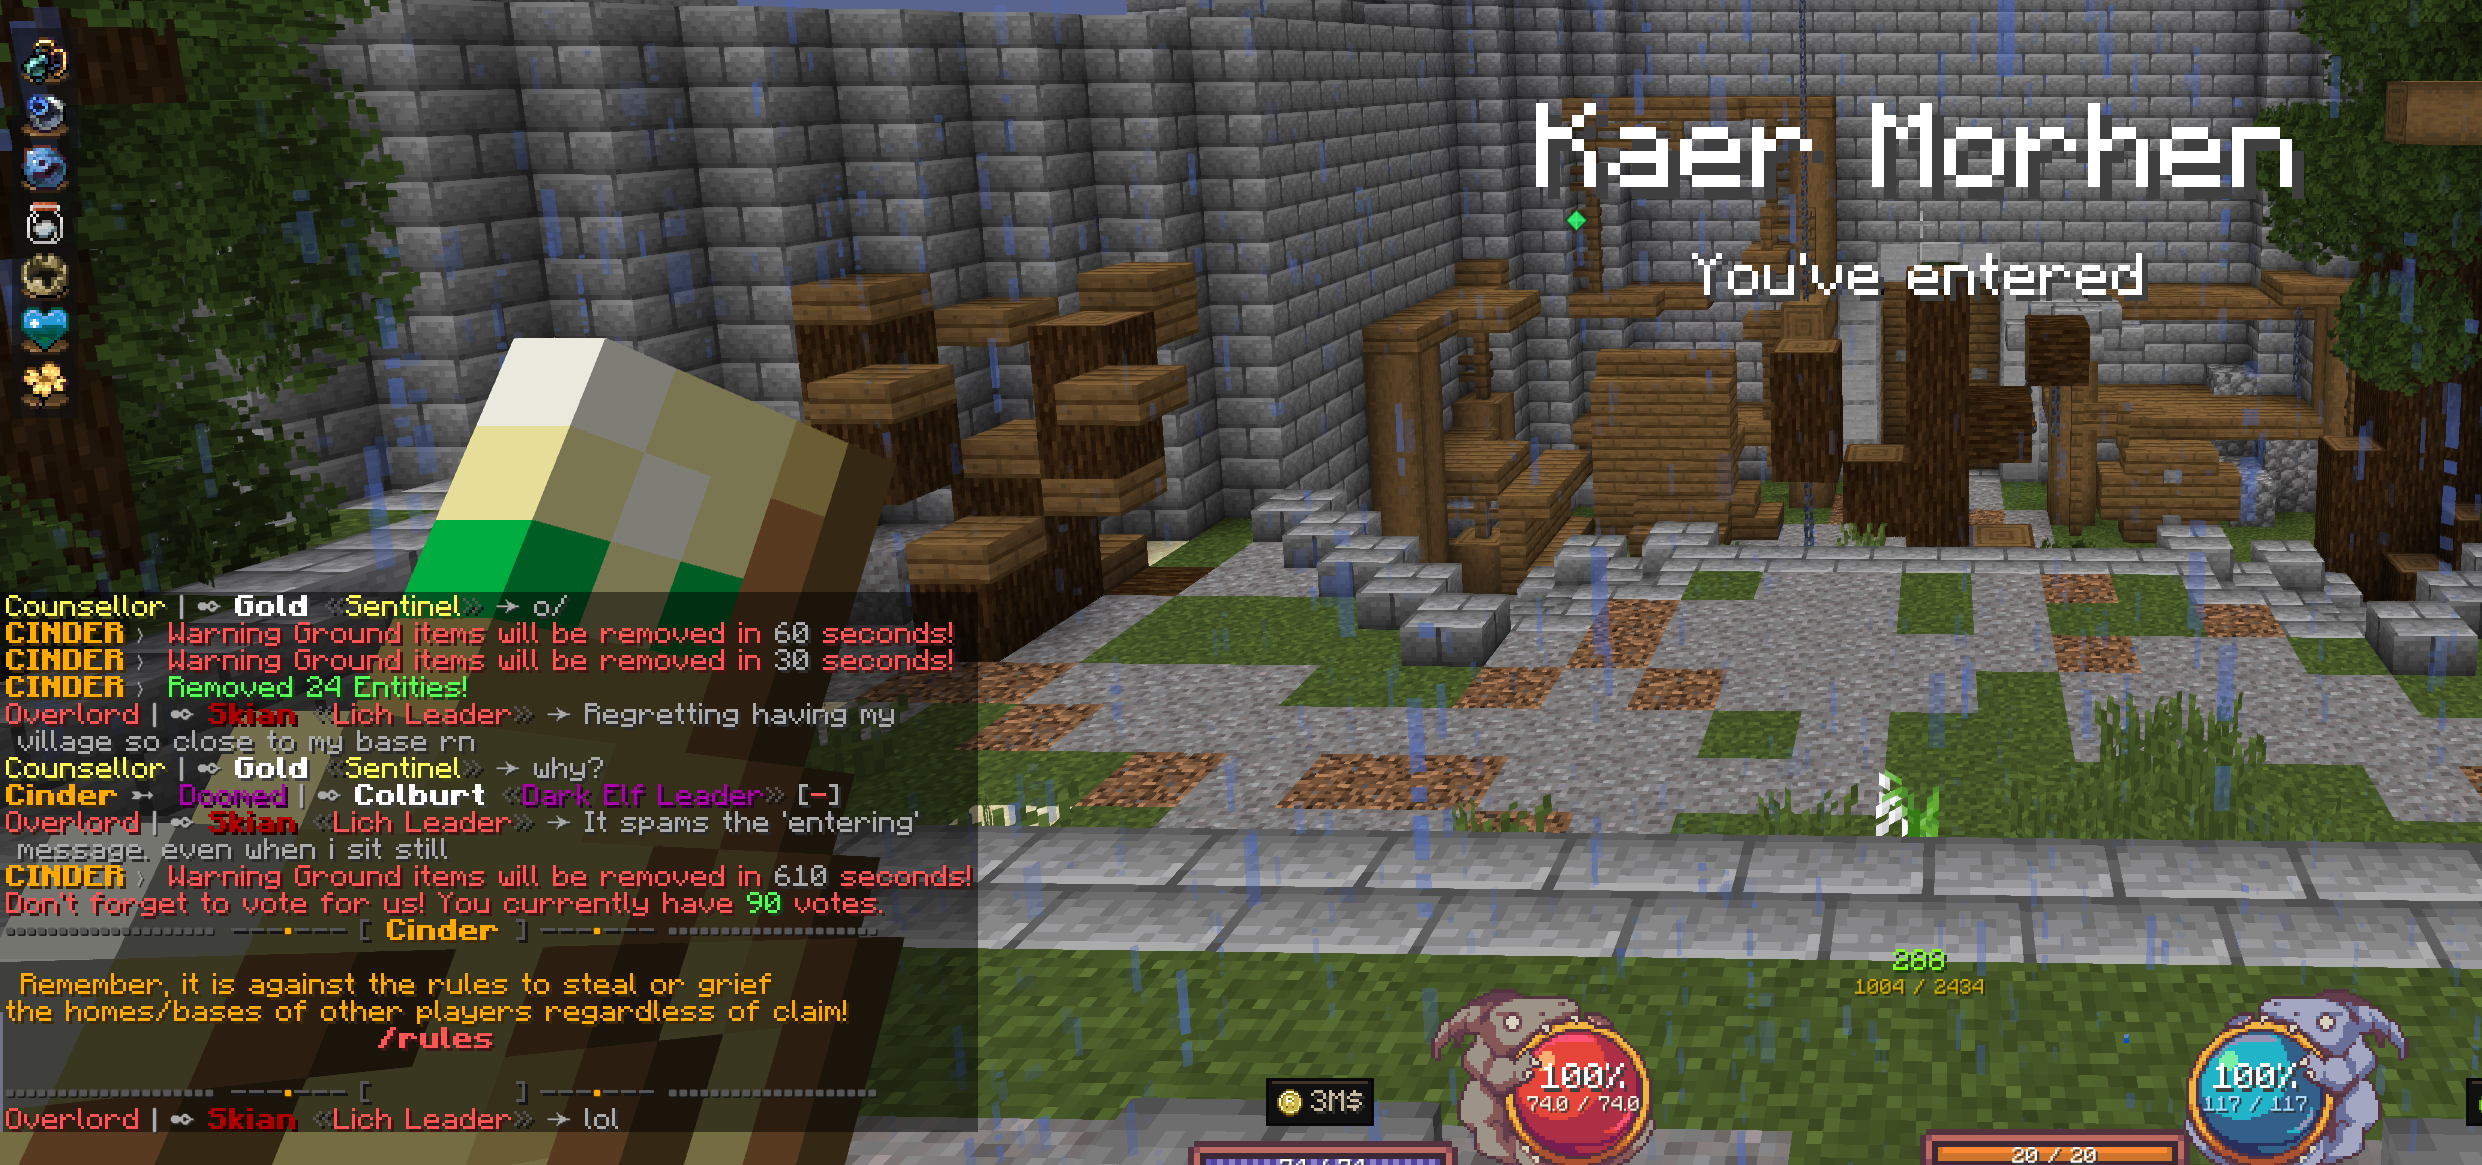 Kaer Morhen
You've entered
Counsellor | Gold «Sentinel» → o/
CINDER › Warning Ground items will be removed in 60 seconds!
CINDER › Warning Ground items will be removed in 30 seconds!
CINDER › Removed 24 Entities!
Overlord | Skian «Lich Leader» → Regretting having my
village so close to my base rn
Counsellor | Gold «Sentinel» → why?
Cinder Doomed | Colburt «Dark Elf Leader» [-]
Overlord | Skian «Lich Leader» → It spams the 'entering'
message. even when i sit still
CINDER › Warning Ground items will be removed in 610 seconds!
Don't forget to vote for us! You currently have 90 votes.
[ Cinder ]
Remember, it is against the rules to steal or grief
the homes/bases of other players regardless of claim!
/rules
[ ]
Overlord | Skian «Lich Leader» → lol
288
1004 / 2434
3M$
100%
74.0 / 74.0
100%
117 / 117
20 / 20